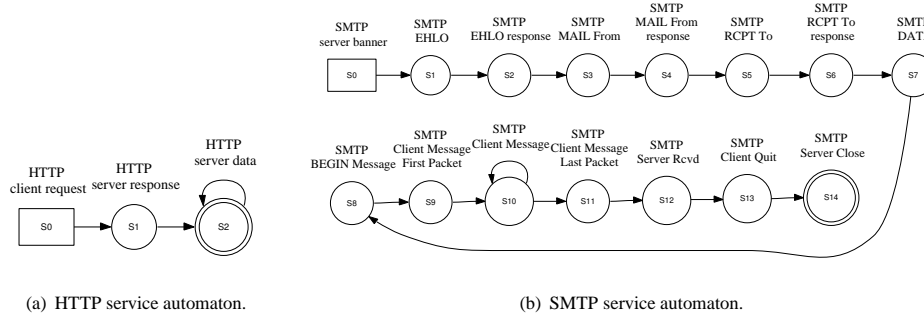 HTTP
client request
S0
HTTP
server response
S1
HTTP
server data
S2
(a) HTTP service automaton.
SMTP
server banner
S0
SMTP
EHLO
S1
SMTP
EHLO response
S2
SMTP
MAIL From
S3
SMTP
MAIL From
response
S4
SMTP
RCPT To
S5
SMTP
RCPT To
response
S6
SMTP
S7
SMTP
BEGIN Message
S8
SMTP
Client Message
First Packet
S9
SMTP
Client Message
S10
SMTP
Client Message
Last Packet
S11
SMTP
Server Rcvd
S12
SMTP
Client Quit
S13
SMTP
Server Close
S14
(b) SMTP service automaton.